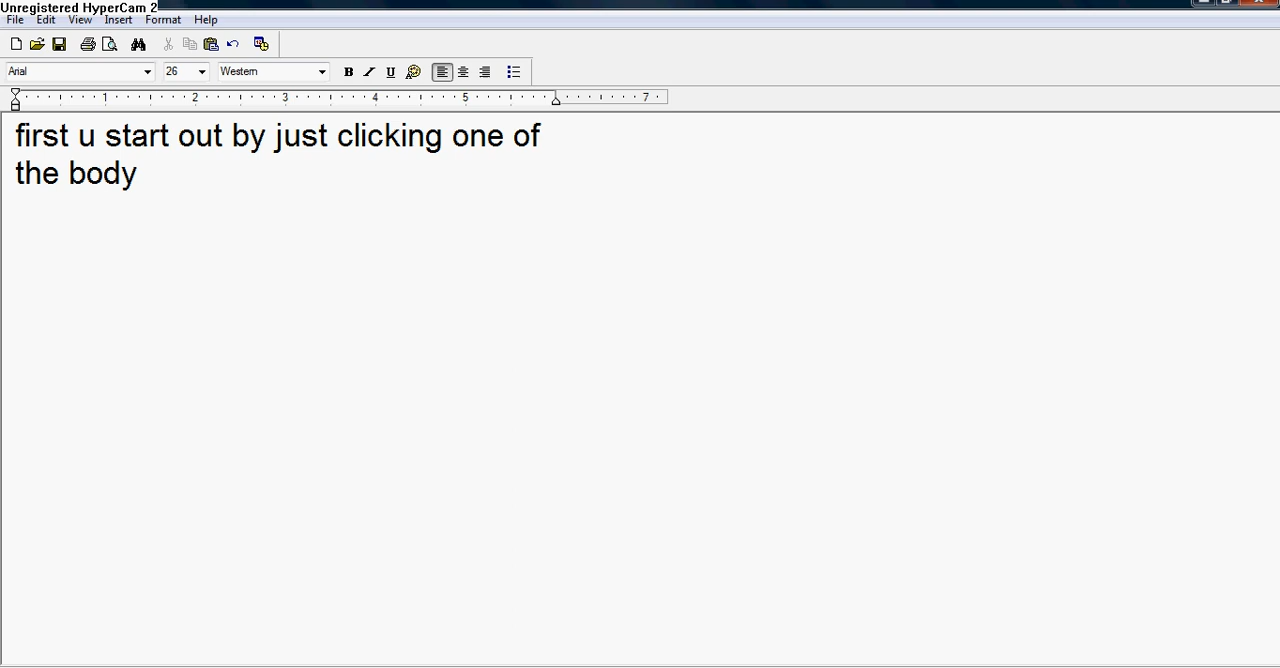 Unregistered HyperCam 2
File Edit View Insert Format Help
Arial 26 Western B I U
1 2 3 4 5 7
first u start out by just clicking one of
the body